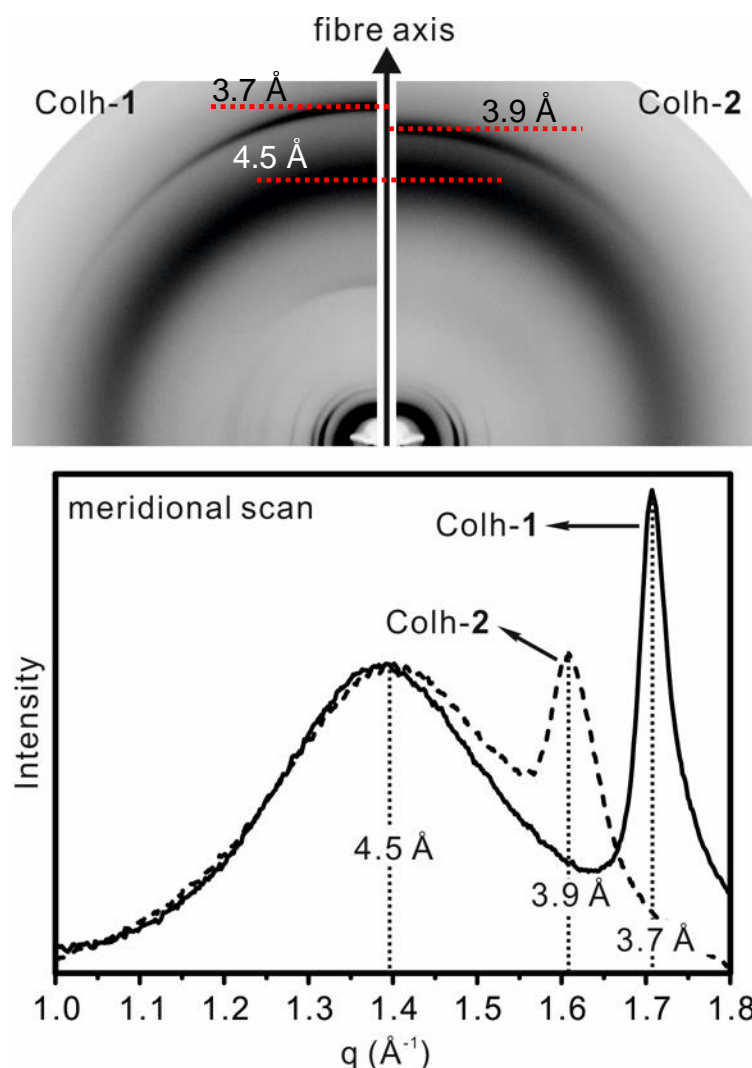 fibre axis
Colh-1
3.7 Å
3.9 Å
Colh-2
4.5 Å
meridional scan
Colh-1
Colh-2
Intensity
4.5 Å
3.9 Å
3.7 Å
1.0 1.1 1.2 1.3 1.4 1.5 1.6 1.7 1.8
q (Å⁻¹)